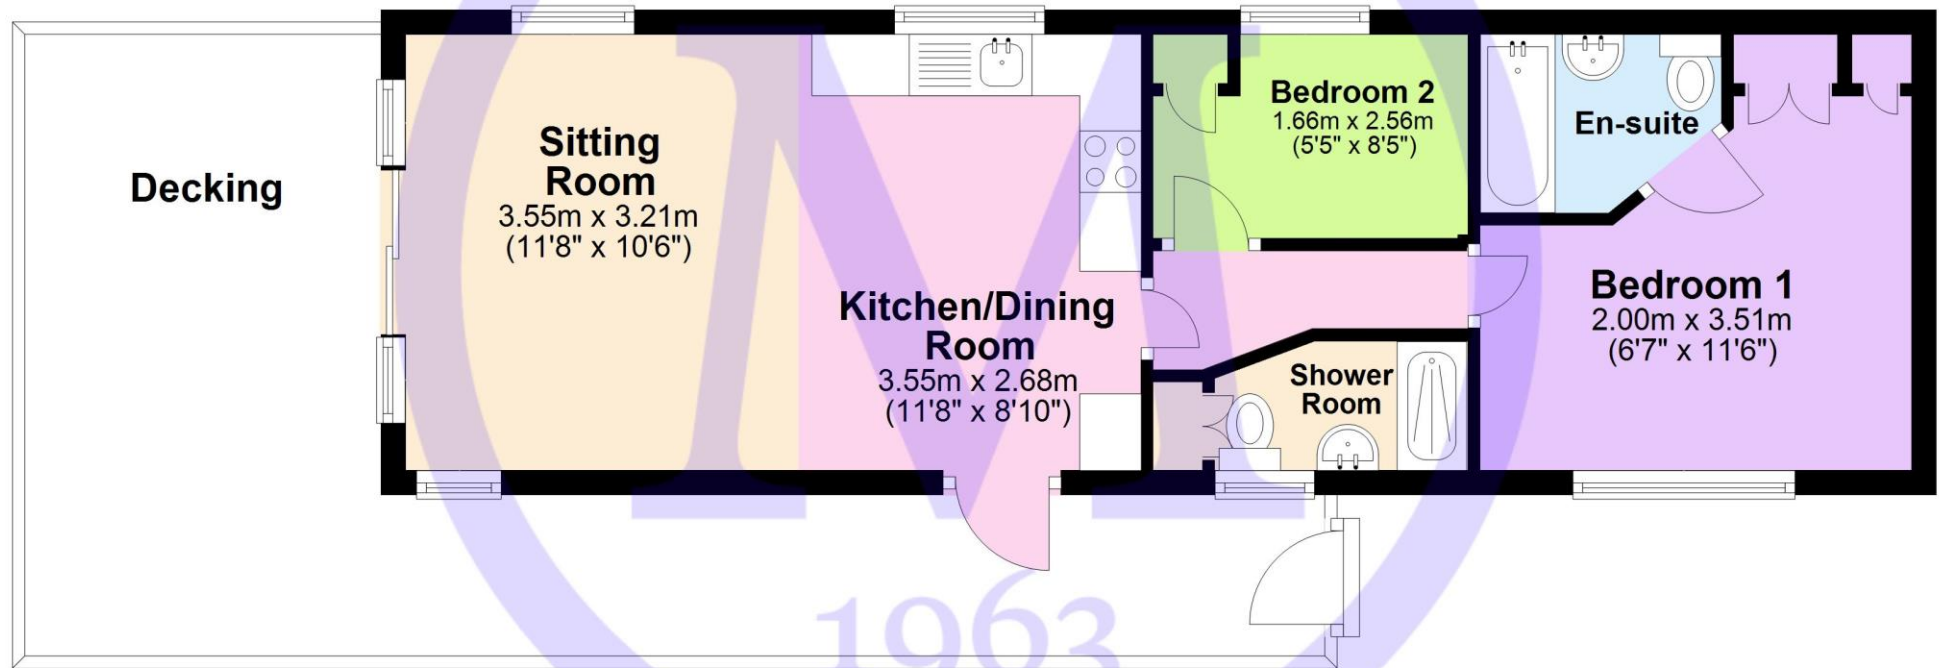 Decking
Sitting
Room
3.55m x 3.21m
(11'8" x 10'6")
Kitchen/Dining
Room
3.55m x 2.68m
(11'8" x 8'10")
Bedroom 2
1.66m x 2.56m
(5'5" x 8'5")
En-suite
Bedroom 1
2.00m x 3.51m
(6'7" x 11'6")
Shower
Room
M
1963